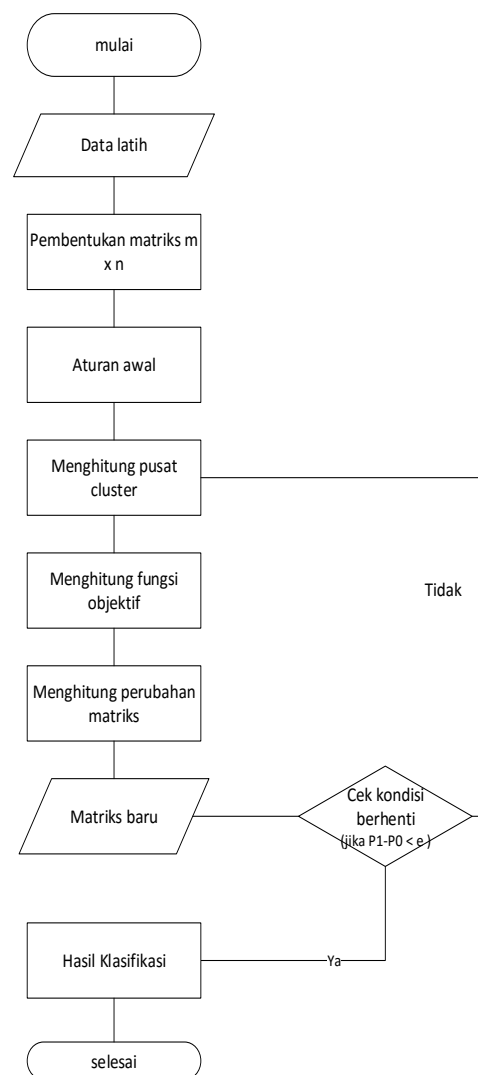 mulai
Data latih
Pembentukan matriks m
x n
Aturan awal
Menghitung pusat
cluster
Menghitung fungsi
objektif
Tidak
Menghitung perubahan
matriks
Matriks baru
Cek kondisi
berhenti
(jika P1-P0 < e )
Hasil Klasifikasi
Ya
selesai